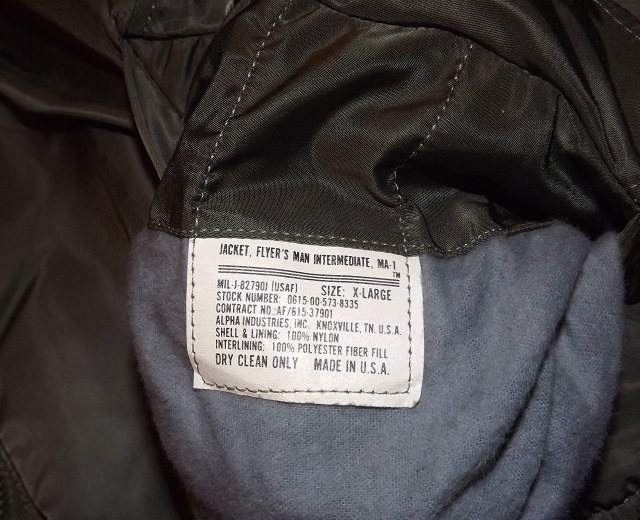 JACKET, FLYER'S MAN INTERMEDIATE, MA-1
TM
MIL-J-82790J (USAF) SIZE: X-LARGE
STOCK NUMBER: 0615-00-573-8335
CONTRACT NO.:AF/615-37901
ALPHA INDUSTRIES, INC. KNOXVILLE, TN. U.S.A.
SHELL & LINING: 100% NYLON
INTERLINING: 100% POLYESTER FIBER FILL
DRY CLEAN ONLY MADE IN U.S.A.